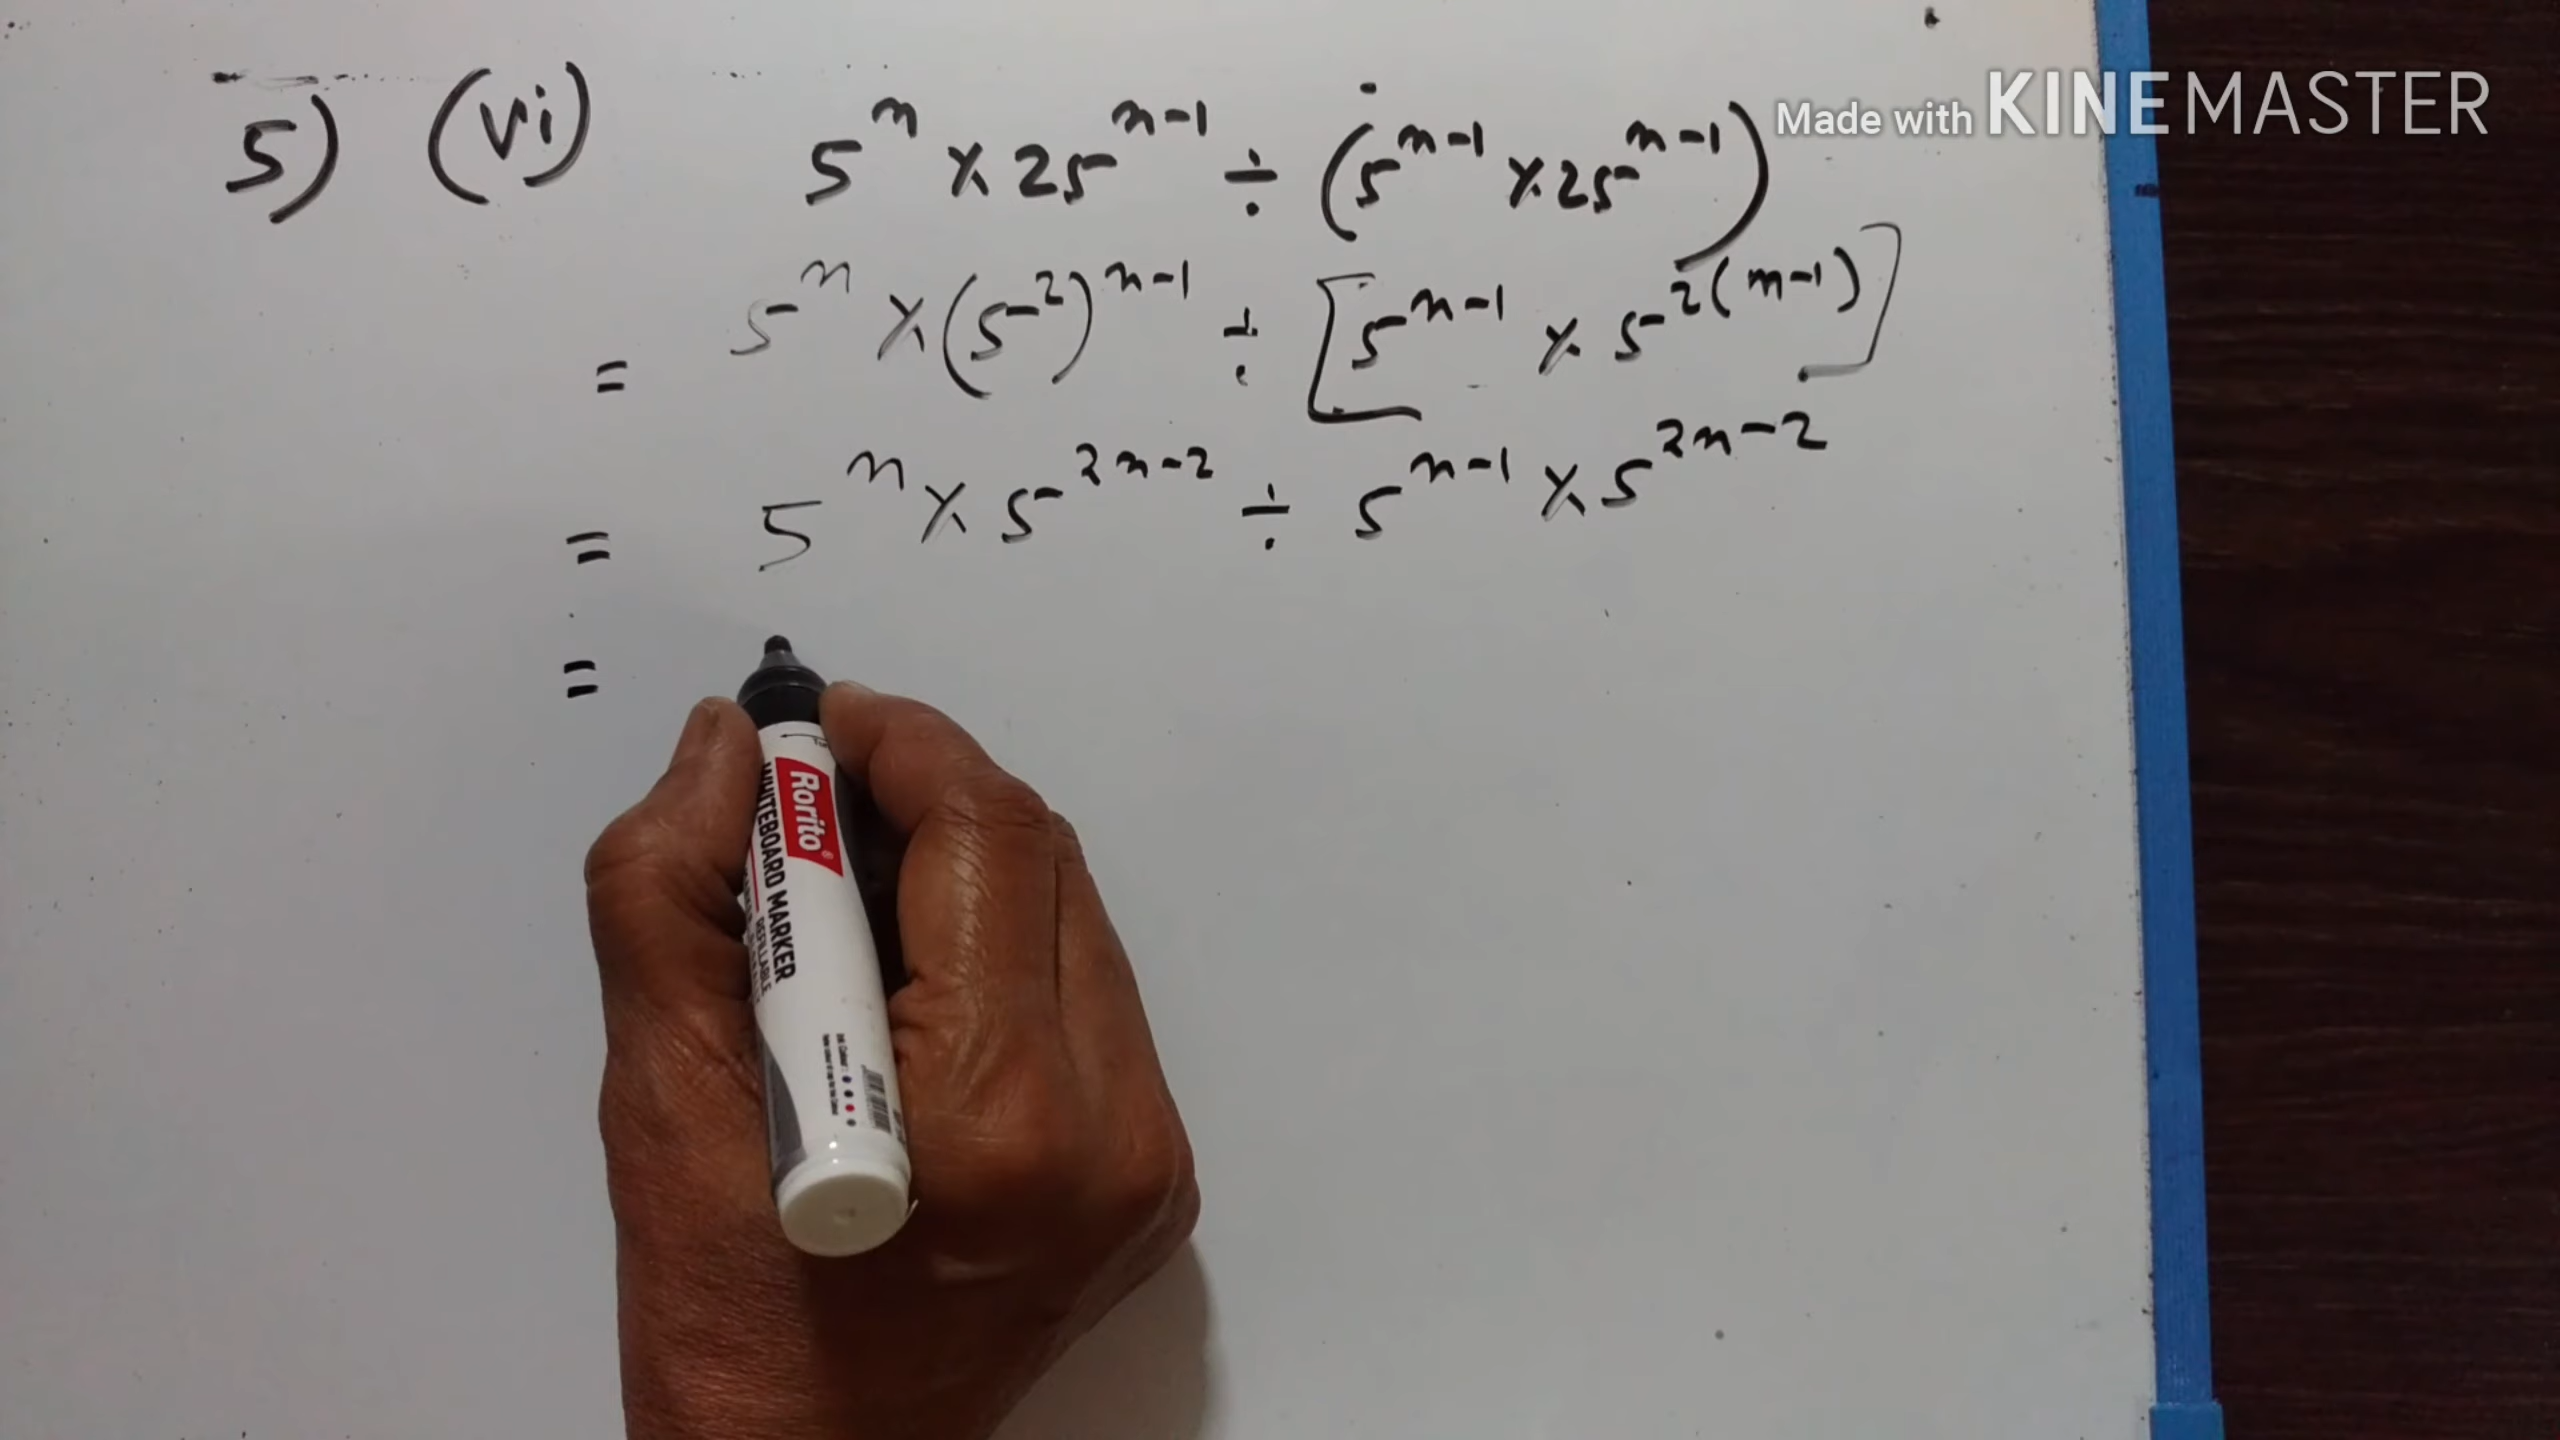 Made with KINEMASTER
5) (vi) 5^n × 25^(n-1) ÷ (5^(n-1) × 25^(n-1))
= 5^n × (5^2)^(n-1) ÷ [5^(n-1) × 5^(2(n-1))]
= 5^n × 5^(2n-2) ÷ 5^(n-1) × 5^(2n-2)
=
Rorito
WHITEBOARD MARKER
REFILLABLE